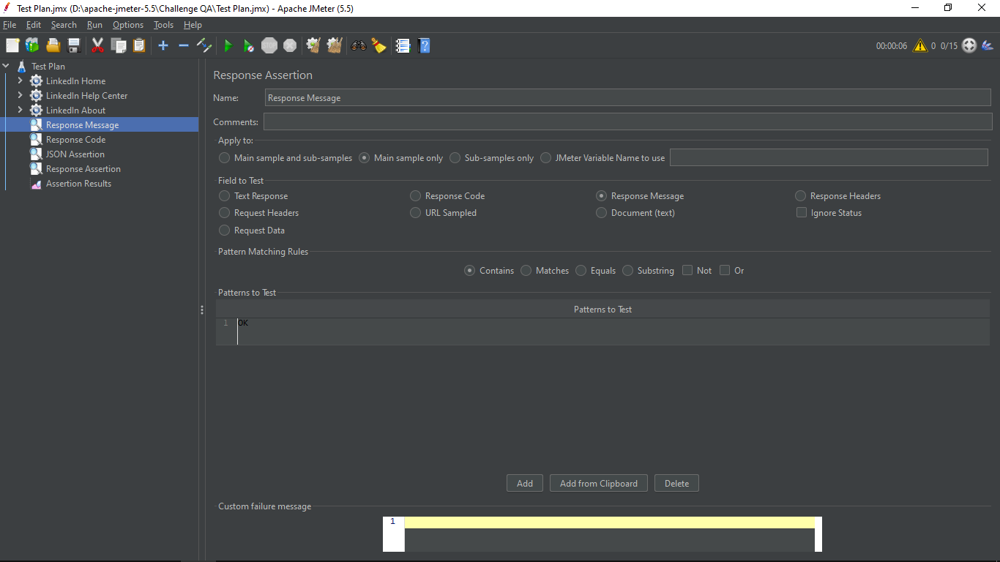 Test Plan.jmx (D:\apache-jmeter-5.5\Challenge QA\Test Plan.jmx) - Apache JMeter (5.5)
File Edit Search Run Options Tools Help
STOP 00:00:06 0 0/15
Test Plan
LinkedIn Home
LinkedIn Help Center
LinkedIn About
Response Message
Response Code
JSON Assertion
Response Assertion
Assertion Results
Response Assertion
Name: Response Message
Comments:
Apply to:
Main sample and sub-samples Main sample only Sub-samples only JMeter Variable Name to use
Field to Test
Text Response Response Code Response Message Response Headers
Request Headers URL Sampled Document (text) Ignore Status
Request Data
Pattern Matching Rules
Contains Matches Equals Substring Not Or
Patterns to Test
Patterns to Test
1 OK
Add Add from Clipboard Delete
Custom failure message
1